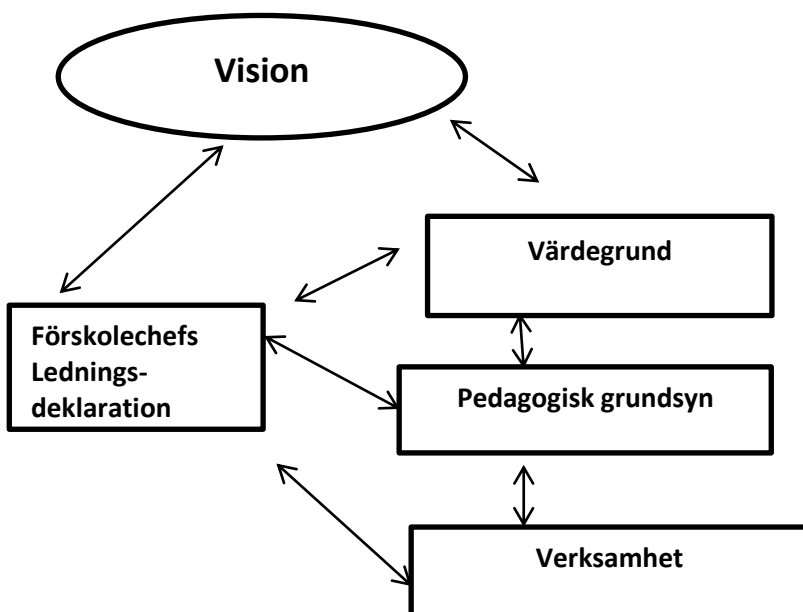 Vision
Värdegrund
Förskolechefs
Lednings-
deklaration
Pedagogisk grundsyn
Verksamhet